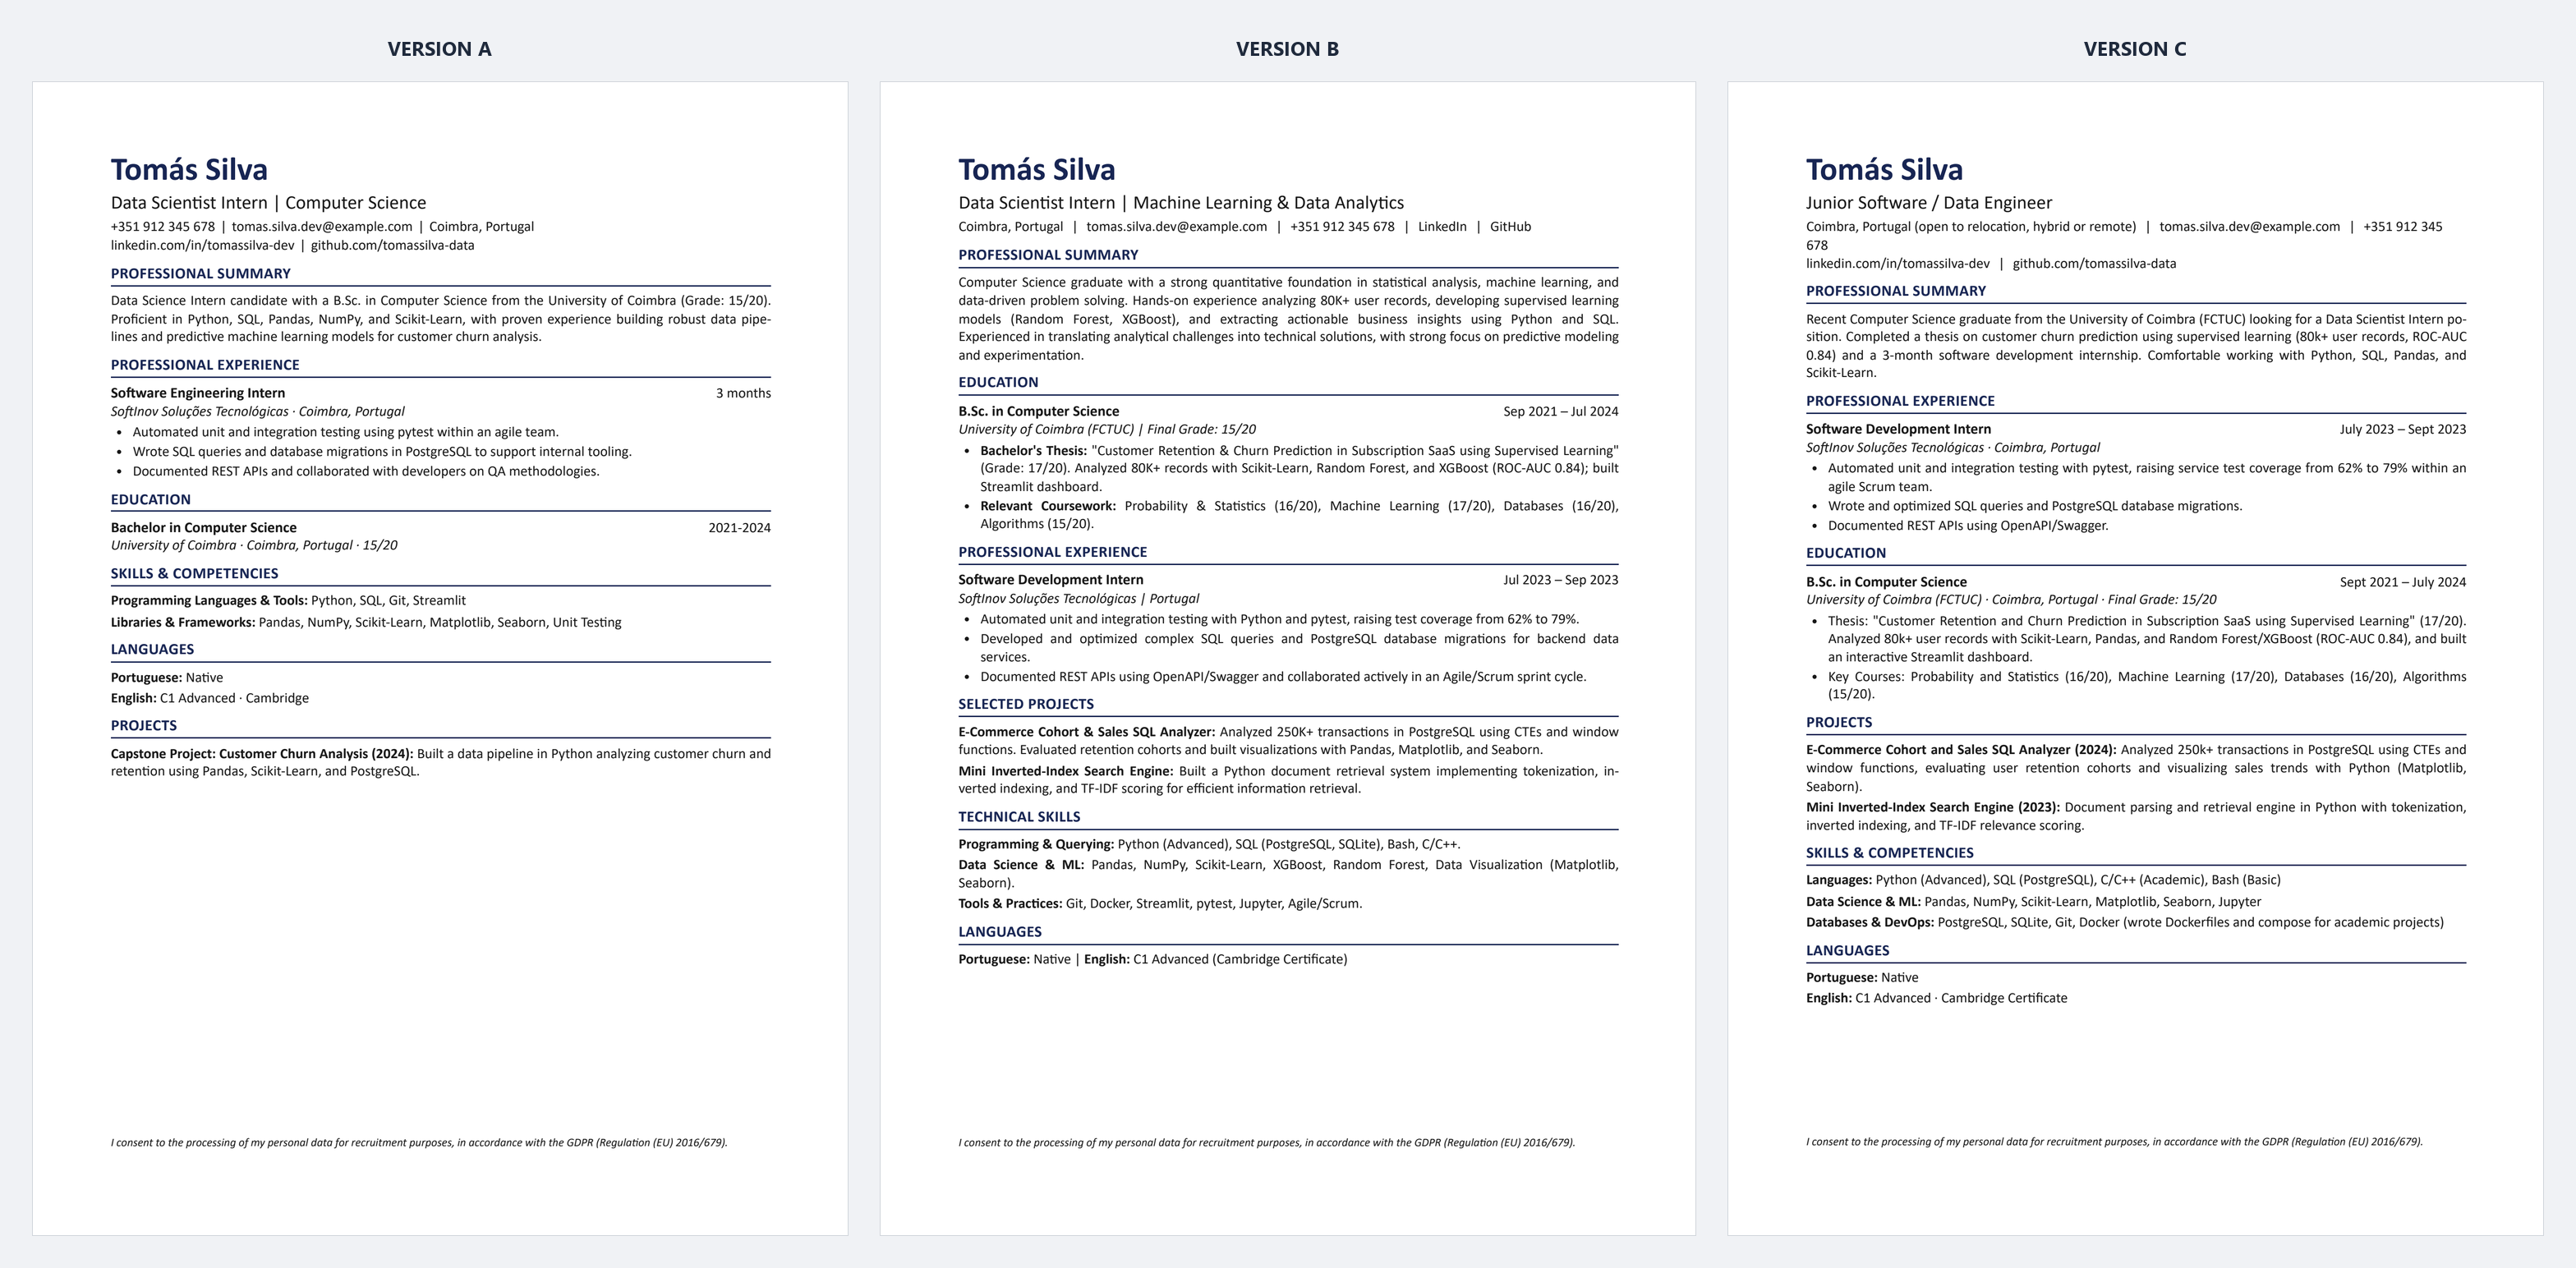 VERSION A
Tomás Silva
Data Scientist Intern | Computer Science
+351 912 345 678 | tomas.silva.dev@example.com | Coimbra, Portugal
linkedin.com/in/tomassilva-dev | github.com/tomassilva-data
PROFESSIONAL SUMMARY
Data Science Intern candidate with a B.Sc. in Computer Science from the University of Coimbra (Grade: 15/20).
Proficient in Python, SQL, Pandas, NumPy, and Scikit-Learn, with proven experience building robust data pipe-
lines and predictive machine learning models for customer churn analysis.
PROFESSIONAL EXPERIENCE
Software Engineering Intern 3 months
SoftInov Soluções Tecnológicas · Coimbra, Portugal
• Automated unit and integration testing using pytest within an agile team.
• Wrote SQL queries and database migrations in PostgreSQL to support internal tooling.
• Documented REST APIs and collaborated with developers on QA methodologies.
EDUCATION
Bachelor in Computer Science 2021-2024
University of Coimbra · Coimbra, Portugal · 15/20
SKILLS & COMPETENCIES
Programming Languages & Tools: Python, SQL, Git, Streamlit
Libraries & Frameworks: Pandas, NumPy, Scikit-Learn, Matplotlib, Seaborn, Unit Testing
LANGUAGES
Portuguese: Native
English: C1 Advanced · Cambridge
PROJECTS
Capstone Project: Customer Churn Analysis (2024): Built a data pipeline in Python analyzing customer churn and
retention using Pandas, Scikit-Learn, and PostgreSQL.
I consent to the processing of my personal data for recruitment purposes, in accordance with the GDPR (Regulation (EU) 2016/679).
VERSION B
Tomás Silva
Data Scientist Intern | Machine Learning & Data Analytics
Coimbra, Portugal | tomas.silva.dev@example.com | +351 912 345 678 | LinkedIn | GitHub
PROFESSIONAL SUMMARY
Computer Science graduate with a strong quantitative foundation in statistical analysis, machine learning, and
data-driven problem solving. Hands-on experience analyzing 80K+ user records, developing supervised learning
models (Random Forest, XGBoost), and extracting actionable business insights using Python and SQL.
Experienced in translating analytical challenges into technical solutions, with strong focus on predictive modeling
and experimentation.
EDUCATION
B.Sc. in Computer Science Sep 2021 – Jul 2024
University of Coimbra (FCTUC) | Final Grade: 15/20
• Bachelor's Thesis: "Customer Retention & Churn Prediction in Subscription SaaS using Supervised Learning"
(Grade: 17/20). Analyzed 80K+ records with Scikit-Learn, Random Forest, and XGBoost (ROC-AUC 0.84); built
Streamlit dashboard.
• Relevant Coursework: Probability & Statistics (16/20), Machine Learning (17/20), Databases (16/20),
Algorithms (15/20).
PROFESSIONAL EXPERIENCE
Software Development Intern Jul 2023 – Sep 2023
SoftInov Soluções Tecnológicas | Portugal
• Automated unit and integration testing with Python and pytest, raising test coverage from 62% to 79%.
• Developed and optimized complex SQL queries and PostgreSQL database migrations for backend data
services.
• Documented REST APIs using OpenAPI/Swagger and collaborated actively in an Agile/Scrum sprint cycle.
SELECTED PROJECTS
E-Commerce Cohort & Sales SQL Analyzer: Analyzed 250K+ transactions in PostgreSQL using CTEs and window
functions. Evaluated retention cohorts and built visualizations with Pandas, Matplotlib, and Seaborn.
Mini Inverted-Index Search Engine: Built a Python document retrieval system implementing tokenization, in-
verted indexing, and TF-IDF scoring for efficient information retrieval.
TECHNICAL SKILLS
Programming & Querying: Python (Advanced), SQL (PostgreSQL, SQLite), Bash, C/C++.
Data Science & ML: Pandas, NumPy, Scikit-Learn, XGBoost, Random Forest, Data Visualization (Matplotlib,
Seaborn).
Tools & Practices: Git, Docker, Streamlit, pytest, Jupyter, Agile/Scrum.
LANGUAGES
Portuguese: Native | English: C1 Advanced (Cambridge Certificate)
I consent to the processing of my personal data for recruitment purposes, in accordance with the GDPR (Regulation (EU) 2016/679).
VERSION C
Tomás Silva
Junior Software / Data Engineer
Coimbra, Portugal (open to relocation, hybrid or remote) | tomas.silva.dev@example.com | +351 912 345
678
linkedin.com/in/tomassilva-dev | github.com/tomassilva-data
PROFESSIONAL SUMMARY
Recent Computer Science graduate from the University of Coimbra (FCTUC) looking for a Data Scientist Intern po-
sition. Completed a thesis on customer churn prediction using supervised learning (80k+ user records, ROC-AUC
0.84) and a 3-month software development internship. Comfortable working with Python, SQL, Pandas, and
Scikit-Learn.
PROFESSIONAL EXPERIENCE
Software Development Intern July 2023 – Sept 2023
SoftInov Soluções Tecnológicas · Coimbra, Portugal
• Automated unit and integration testing with pytest, raising service test coverage from 62% to 79% within an
agile Scrum team.
• Wrote and optimized SQL queries and PostgreSQL database migrations.
• Documented REST APIs using OpenAPI/Swagger.
EDUCATION
B.Sc. in Computer Science Sept 2021 – July 2024
University of Coimbra (FCTUC) · Coimbra, Portugal · Final Grade: 15/20
• Thesis: "Customer Retention and Churn Prediction in Subscription SaaS using Supervised Learning" (17/20).
Analyzed 80k+ user records with Scikit-Learn, Pandas, and Random Forest/XGBoost (ROC-AUC 0.84), and built
an interactive Streamlit dashboard.
• Key Courses: Probability and Statistics (16/20), Machine Learning (17/20), Databases (16/20), Algorithms
(15/20).
PROJECTS
E-Commerce Cohort and Sales SQL Analyzer (2024): Analyzed 250k+ transactions in PostgreSQL using CTEs and
window functions, evaluating user retention cohorts and visualizing sales trends with Python (Matplotlib,
Seaborn).
Mini Inverted-Index Search Engine (2023): Document parsing and retrieval engine in Python with tokenization,
inverted indexing, and TF-IDF relevance scoring.
SKILLS & COMPETENCIES
Languages: Python (Advanced), SQL (PostgreSQL), C/C++ (Academic), Bash (Basic)
Data Science & ML: Pandas, NumPy, Scikit-Learn, Matplotlib, Seaborn, Jupyter
Databases & DevOps: PostgreSQL, SQLite, Git, Docker (wrote Dockerfiles and compose for academic projects)
LANGUAGES
Portuguese: Native
English: C1 Advanced · Cambridge Certificate
I consent to the processing of my personal data for recruitment purposes, in accordance with the GDPR (Regulation (EU) 2016/679).